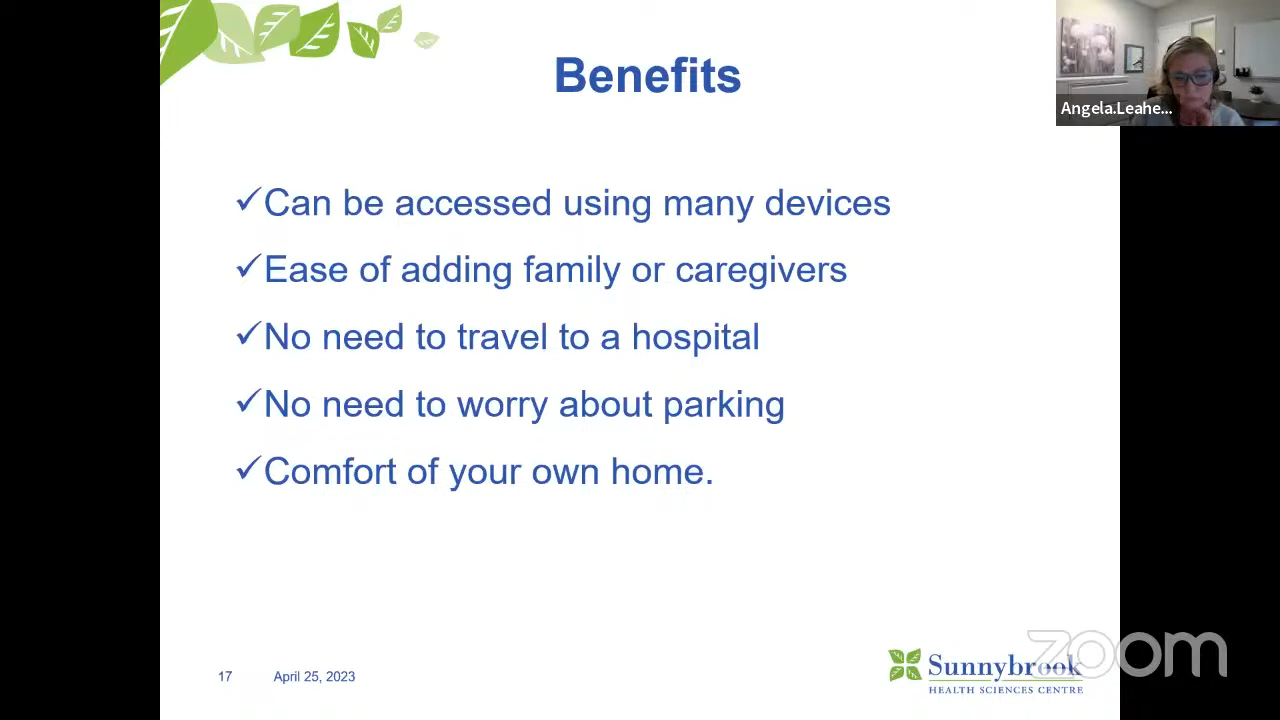 Benefits
Angela.Leahe...
✓Can be accessed using many devices
✓Ease of adding family or caregivers
✓No need to travel to a hospital
✓No need to worry about parking
✓Comfort of your own home.
17
April 25, 2023
Sunnybrook
HEALTH SCIENCES CENTRE
zoom